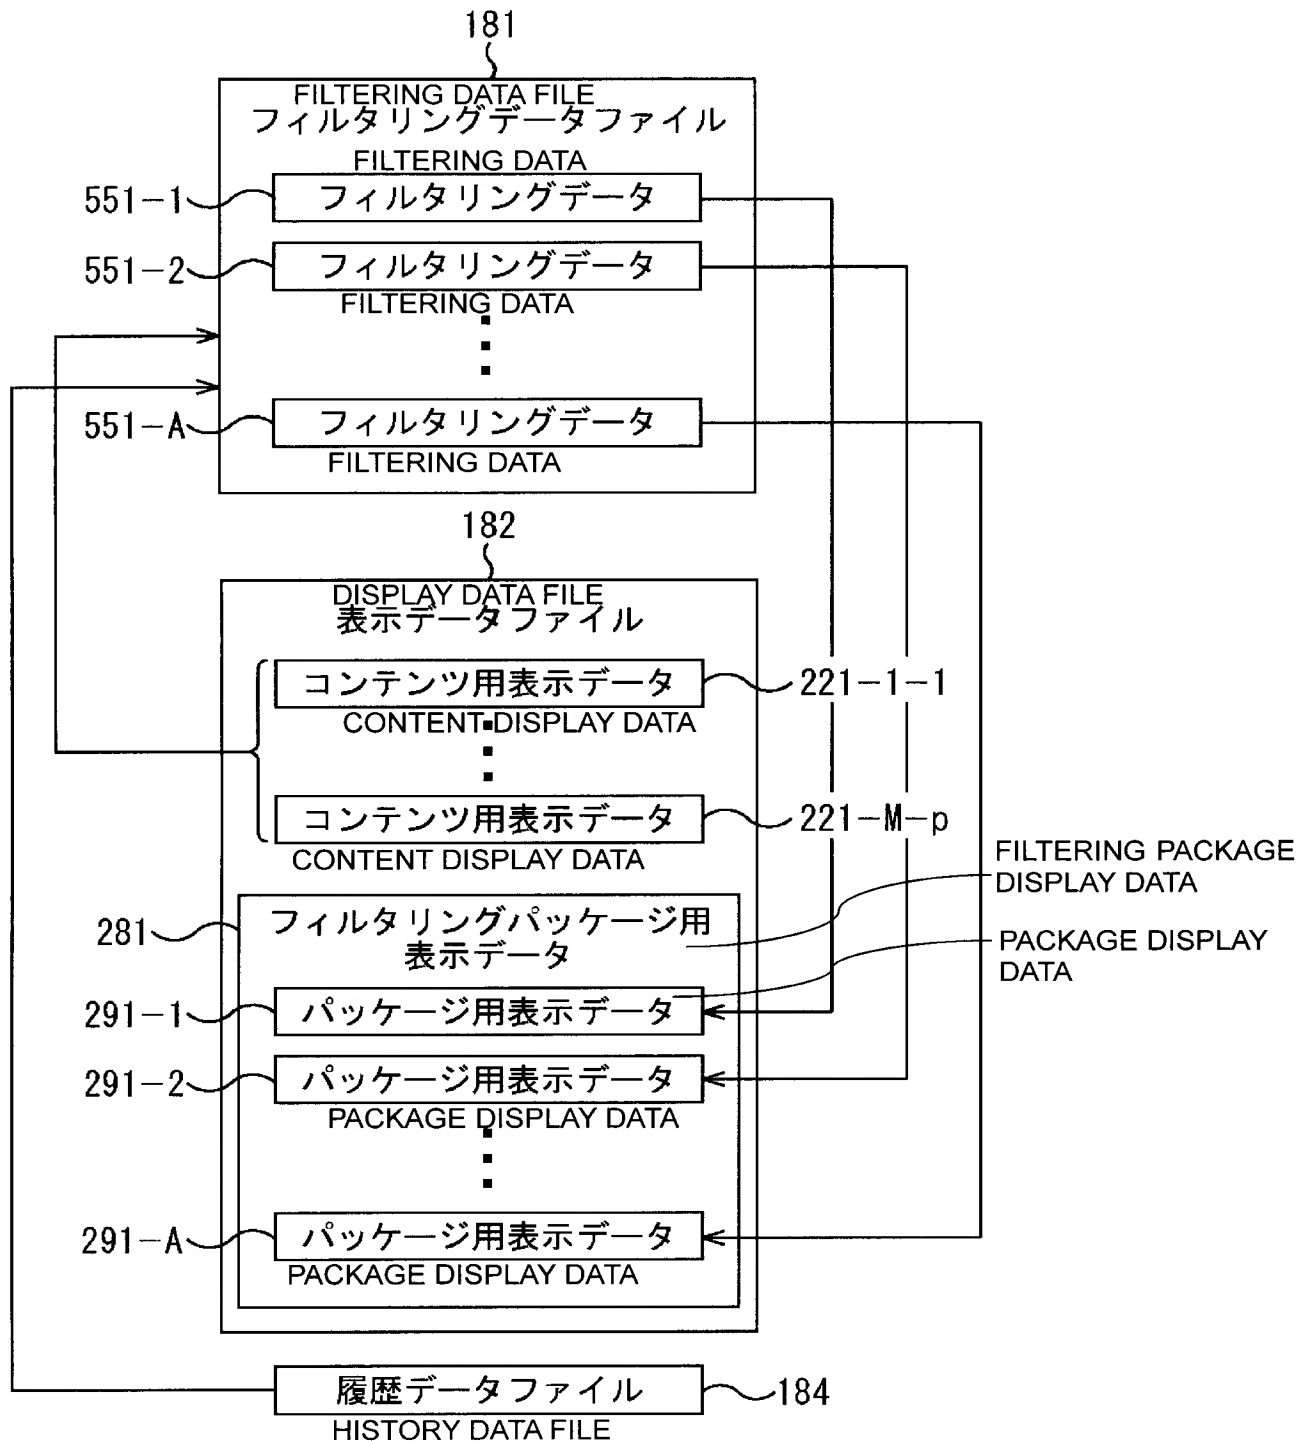 181
FILTERING DATA FILE
フィルタリングデータファイル
FILTERING DATA
551-1
フィルタリングデータ
551-2
フィルタリングデータ
FILTERING DATA
551-A
フィルタリングデータ
FILTERING DATA
182
DISPLAY DATA FILE
表示データファイル
コンテンツ用表示データ
221-1-1
CONTENT DISPLAY DATA
コンテンツ用表示データ
221-M-p
CONTENT DISPLAY DATA
FILTERING PACKAGE
DISPLAY DATA
281
フィルタリングパッケージ用
表示データ
PACKAGE DISPLAY
DATA
291-1
パッケージ用表示データ
291-2
パッケージ用表示データ
PACKAGE DISPLAY DATA
291-A
パッケージ用表示データ
PACKAGE DISPLAY DATA
履歴データファイル
184
HISTORY DATA FILE